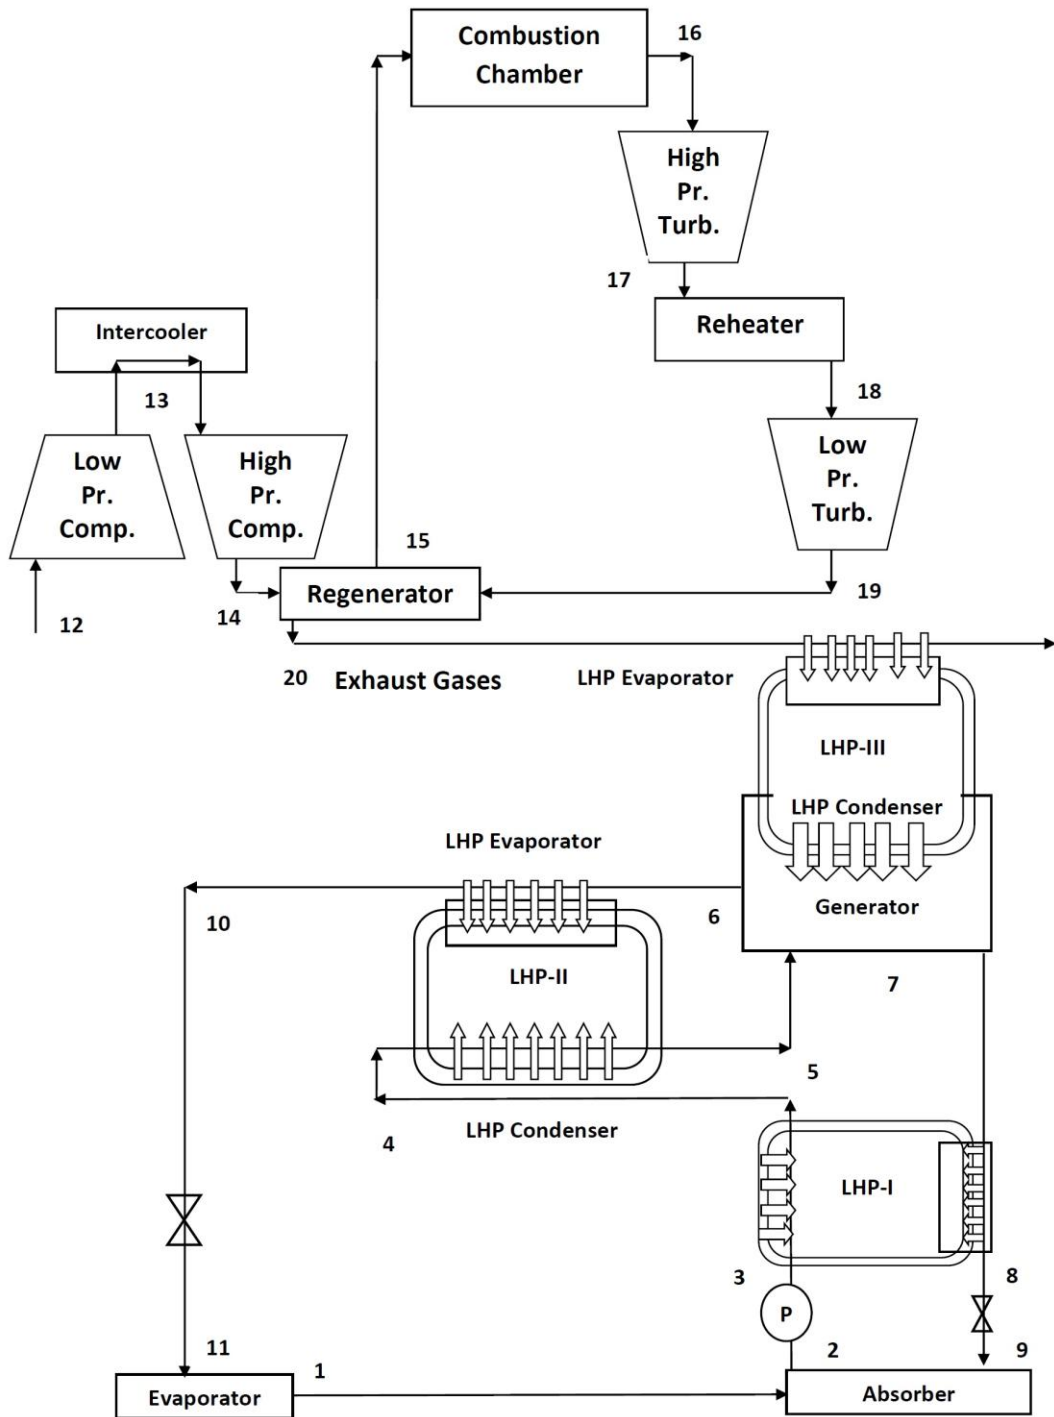 Combustion
Chamber
16
High
Pr.
Turb.
17
Reheater
Intercooler
13
18
Low
Pr.
Comp.
High
Pr.
Comp.
Low
Pr.
Turb.
15
Regenerator
12
14
19
20
Exhaust Gases
LHP Evaporator
LHP-III
LHP Condenser
LHP Evaporator
10
6
Generator
LHP-II
7
5
4
LHP Condenser
LHP-I
3
8
P
11
1
2
9
Evaporator
Absorber